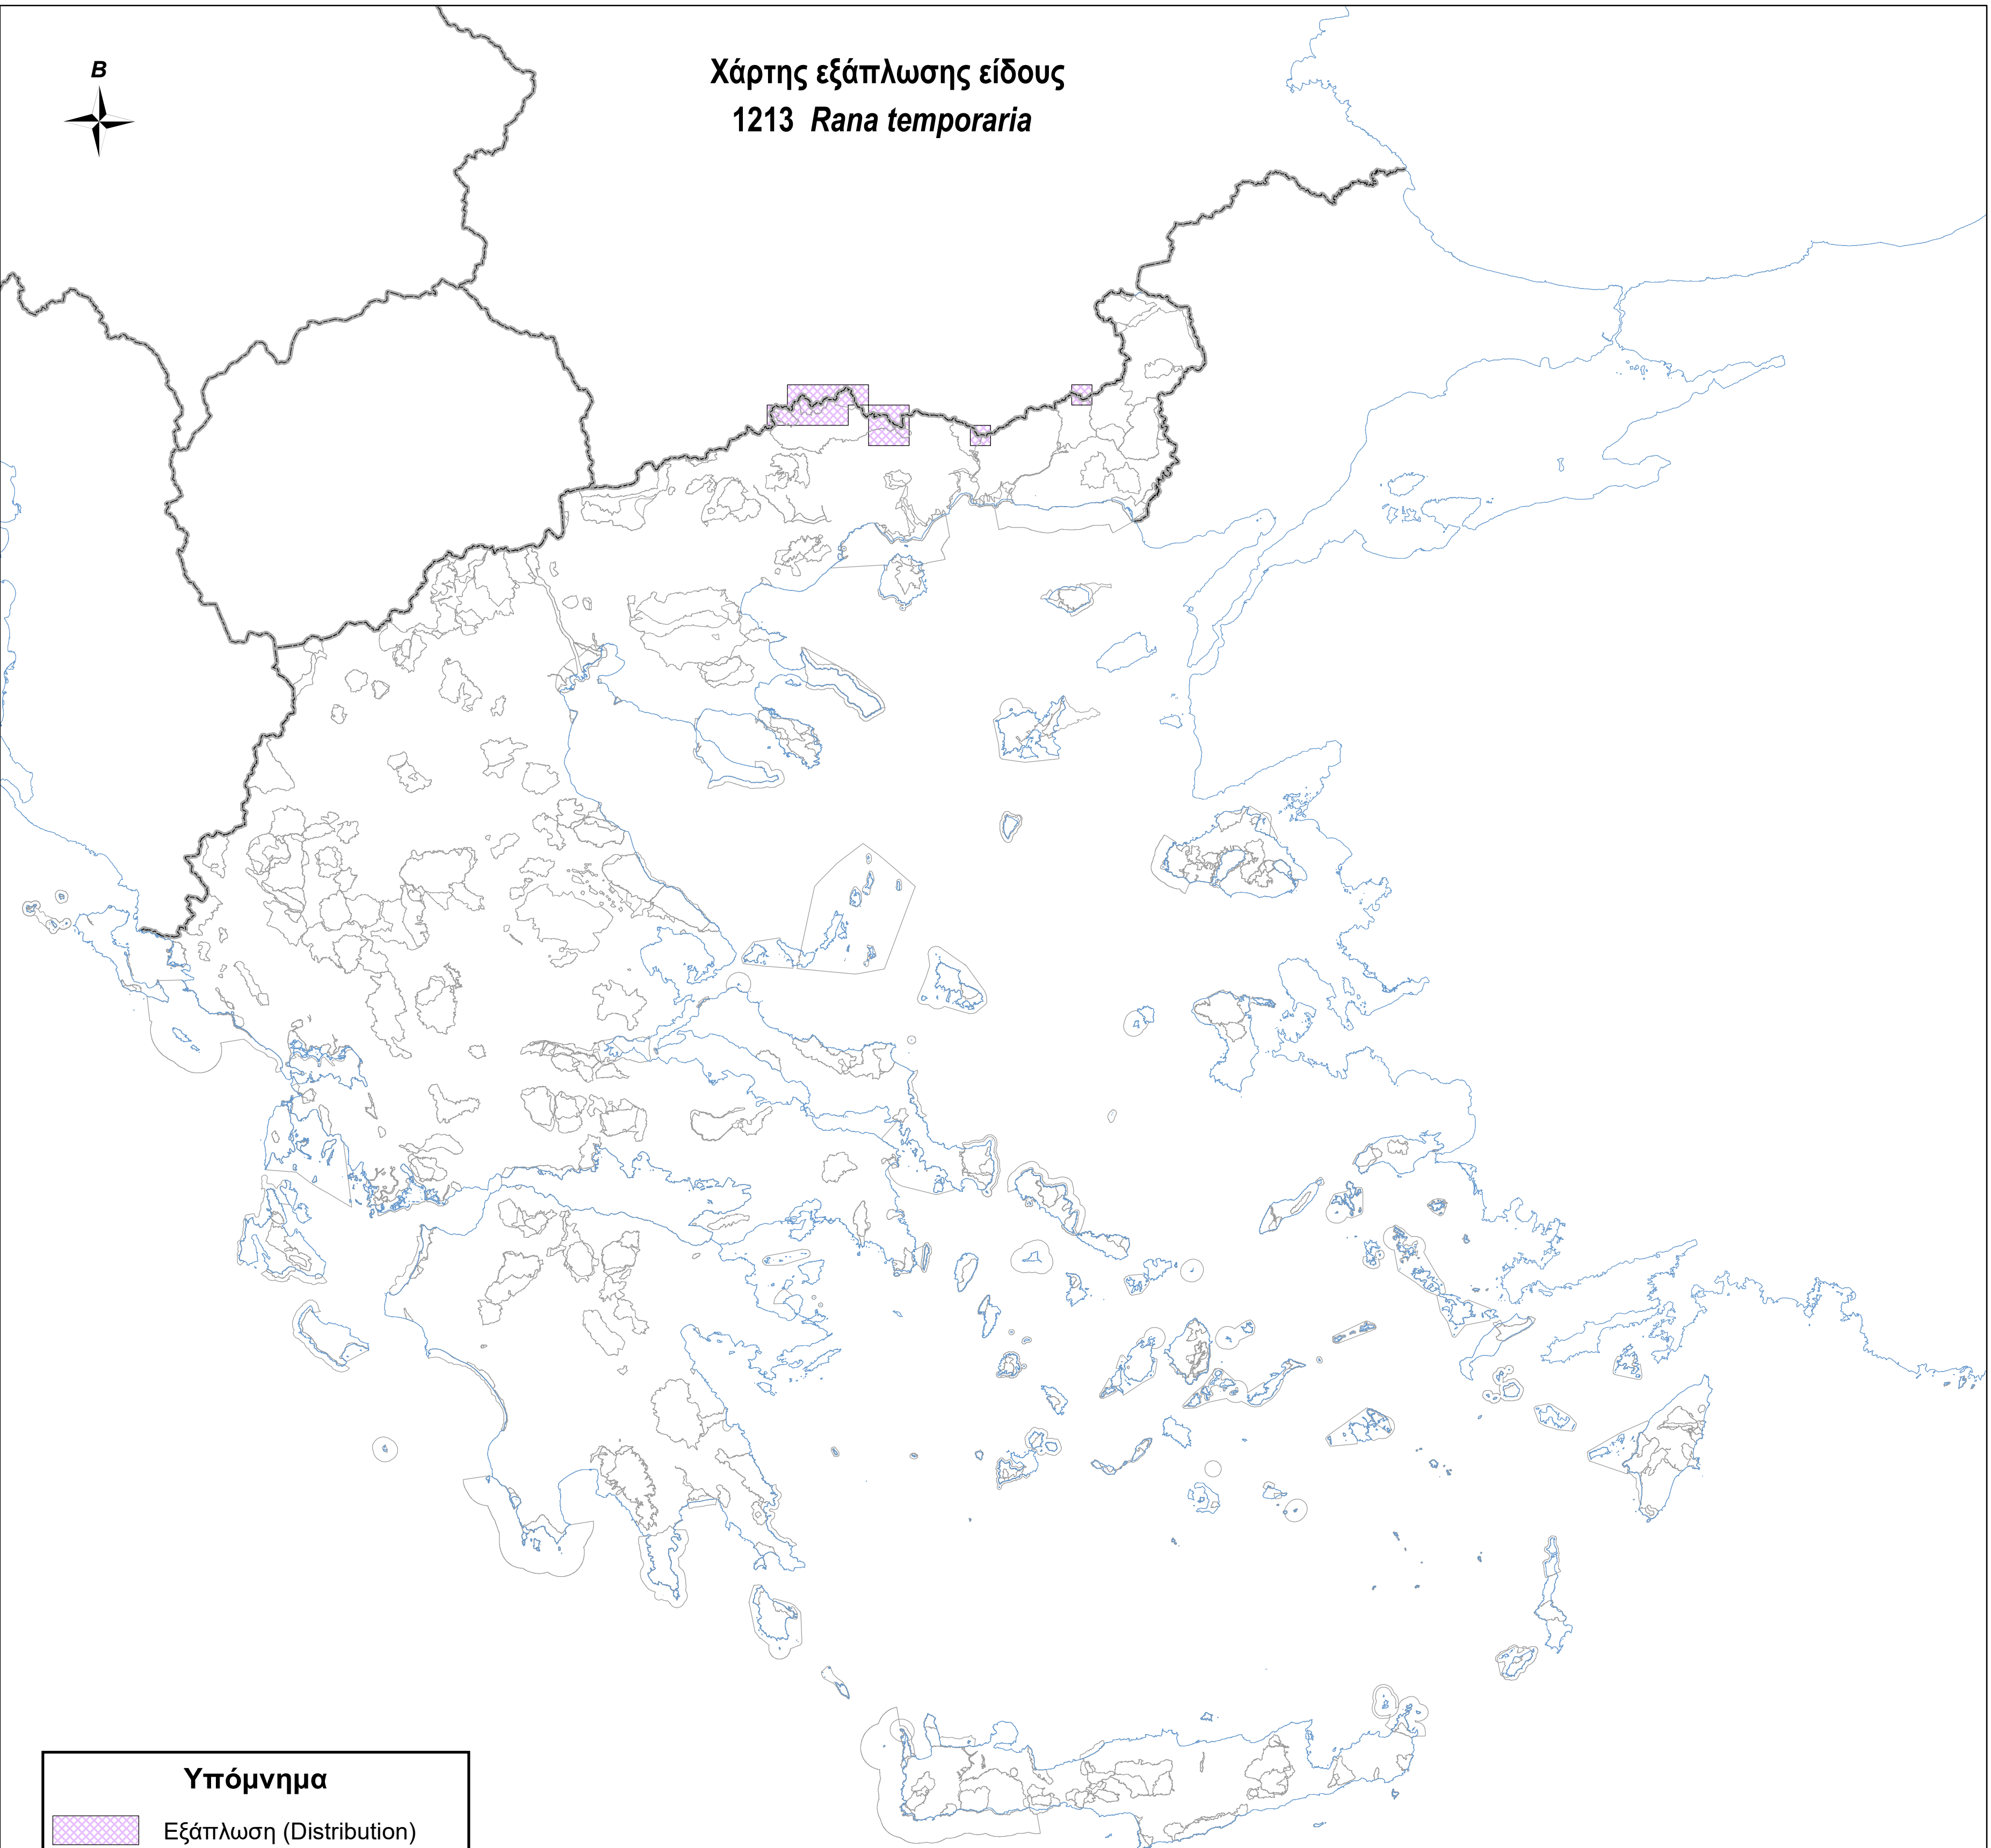 Β
Χάρτης εξάπλωσης είδους
1213 Rana temporaria
Υπόμνημα
Εξάπλωση (Distribution)